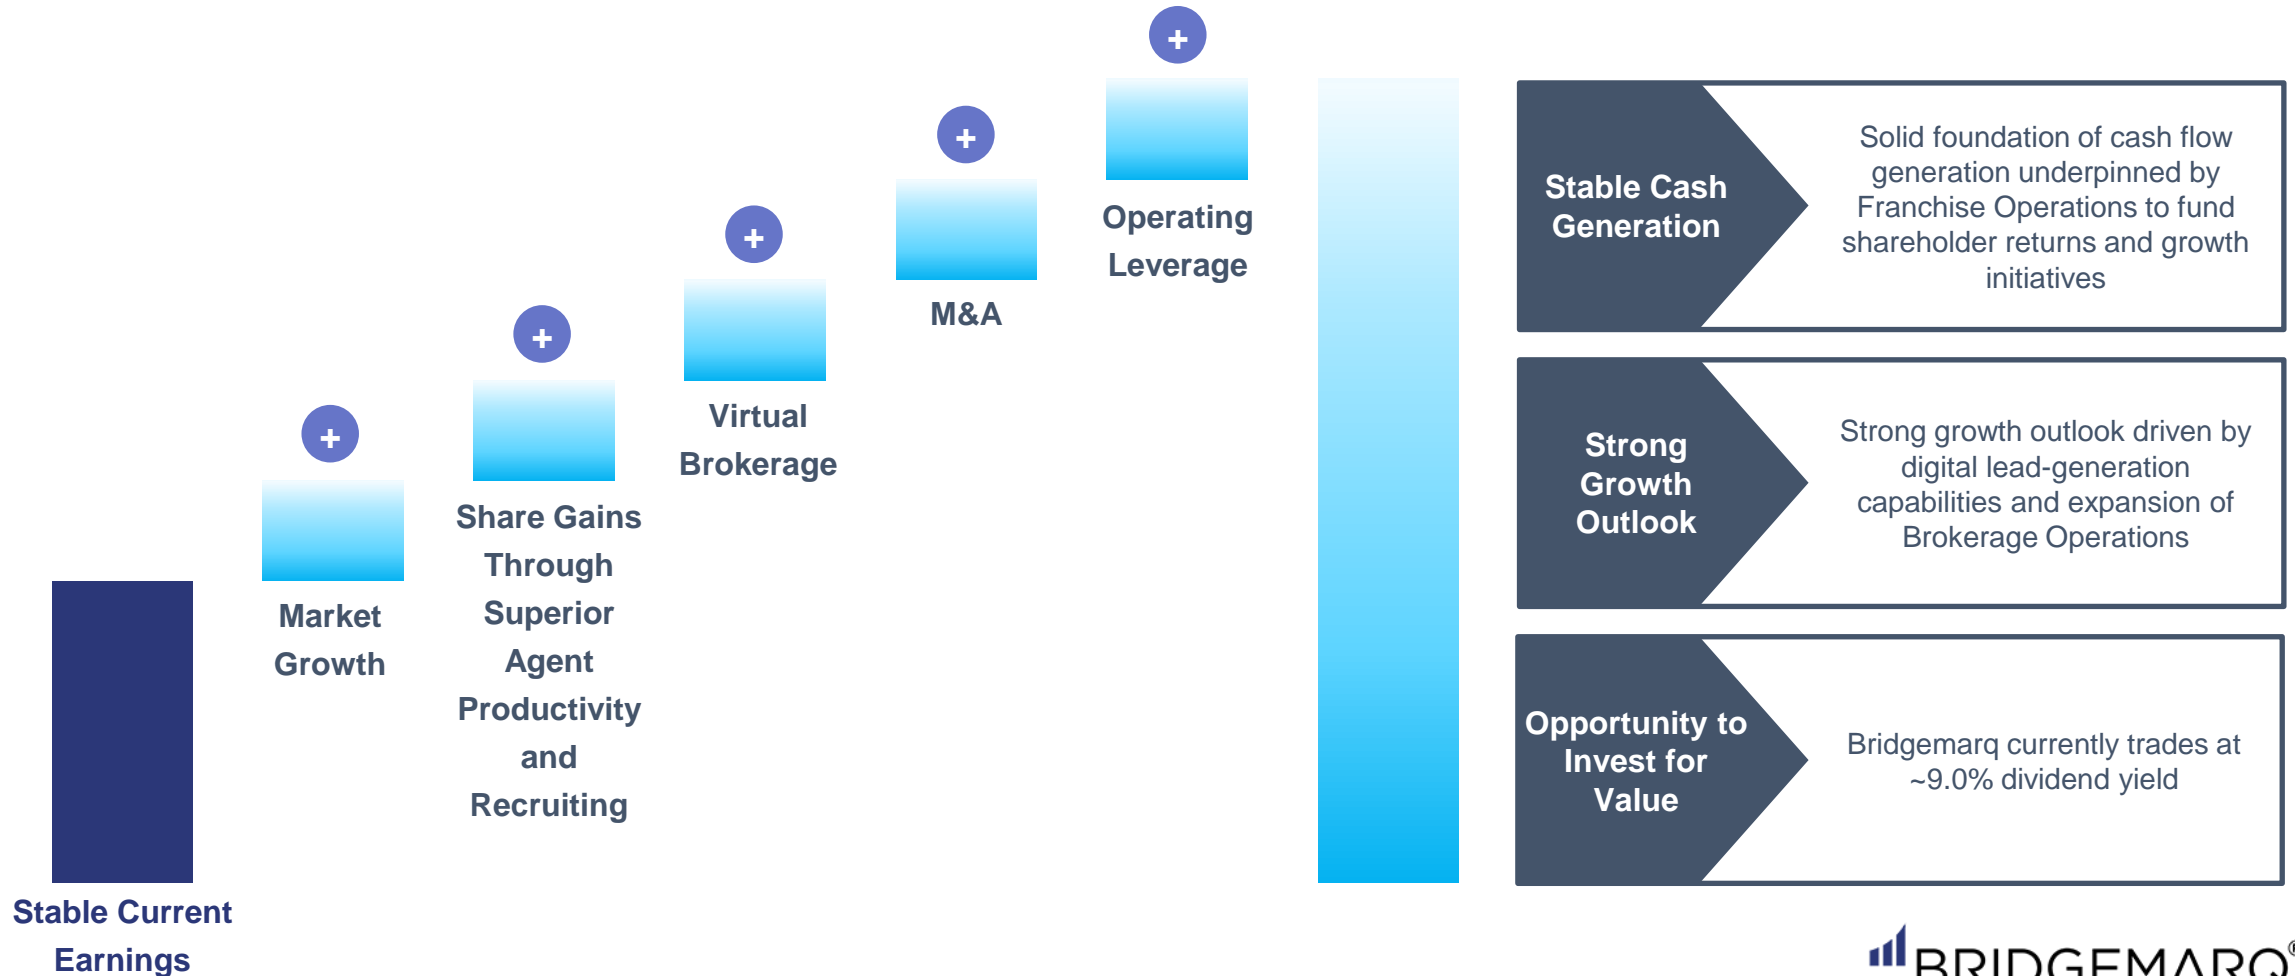 +
Operating
Leverage
+
M&A
+
Virtual
Brokerage
+
Share Gains
Through
Superior
Agent
Productivity
and
Recruiting
+
Market
Growth
Stable Current
Earnings
Stable Cash
Generation
Solid foundation of cash flow
generation underpinned by
Franchise Operations to fund
shareholder returns and growth
initiatives
Strong
Growth
Outlook
Strong growth outlook driven by
digital lead-generation
capabilities and expansion of
Brokerage Operations
Opportunity to
Invest for
Value
Bridgemarq currently trades at
~9.0% dividend yield
BRIDGEMARQ®